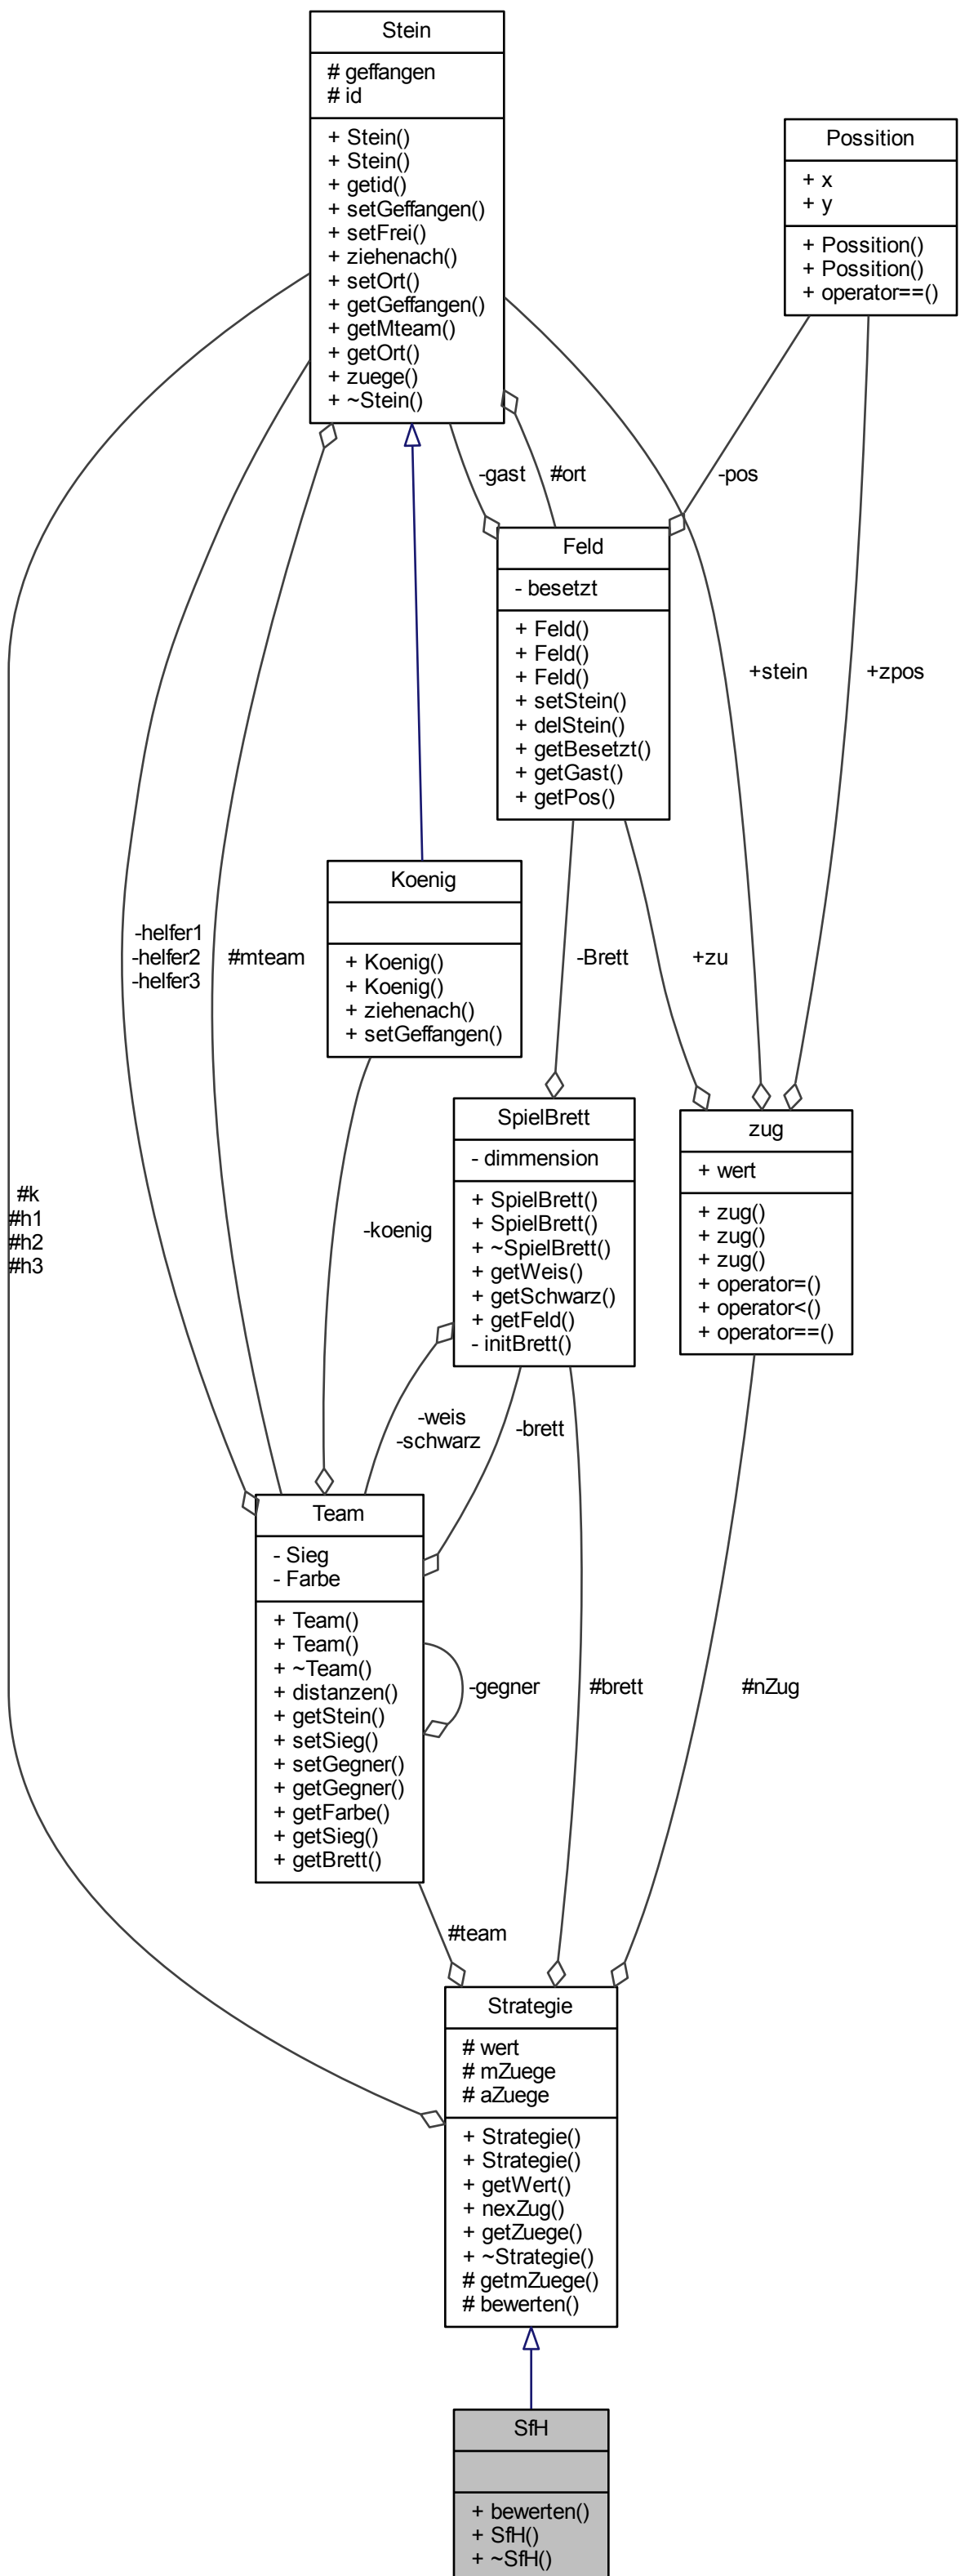 Stein
# geffangen
# id
+ Stein()
+ Stein()
+ getid()
+ setGeffangen()
+ setFrei()
+ ziehenach()
+ setOrt()
+ getGeffangen()
+ getMteam()
+ getOrt()
+ zuege()
+ ~Stein()
Possition
+ x
+ y
+ Possition()
+ Possition()
+ operator==()
-gast
#ort
-pos
Feld
- besetzt
+ Feld()
+ Feld()
+ Feld()
+ setStein()
+ delStein()
+ getBesetzt()
+ getGast()
+ getPos()
+stein
+zpos
Koenig
+ Koenig()
+ Koenig()
+ ziehenach()
+ setGeffangen()
-helfer1
-helfer2
-helfer3
#mteam
-Brett
+zu
SpielBrett
- dimmension
+ SpielBrett()
+ SpielBrett()
+ ~SpielBrett()
+ getWeis()
+ getSchwarz()
+ getFeld()
- initBrett()
zug
+ wert
+ zug()
+ zug()
+ zug()
+ operator=()
+ operator<()
+ operator==()
#k
#h1
#h2
#h3
-koenig
-weis
-schwarz
-brett
Team
- Sieg
- Farbe
+ Team()
+ Team()
+ ~Team()
+ distanzen()
+ getStein()
+ setSieg()
+ setGegner()
+ getGegner()
+ getFarbe()
+ getSieg()
+ getBrett()
-gegner
#brett
#nZug
#team
Strategie
# wert
# mZuege
# aZuege
+ Strategie()
+ Strategie()
+ getWert()
+ nexZug()
+ getZuege()
+ ~Strategie()
# getmZuege()
# bewerten()
SfH
+ bewerten()
+ SfH()
+ ~SfH()